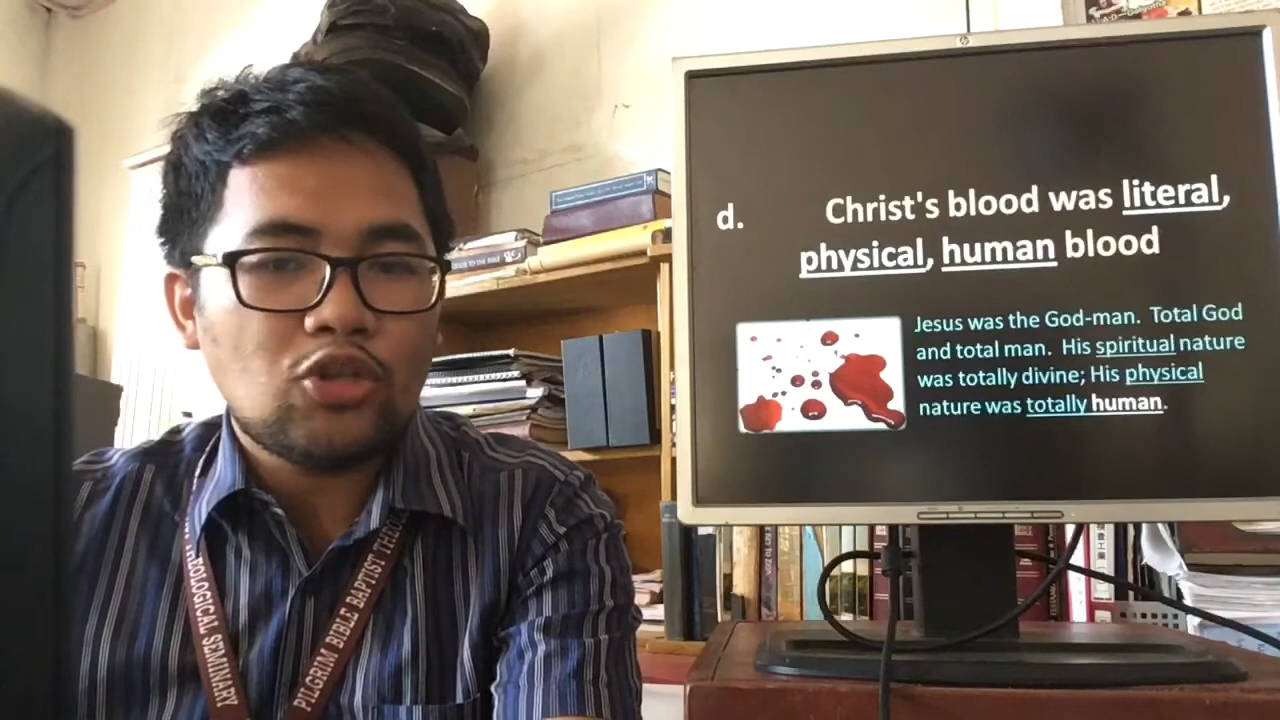 d. Christ's blood was literal,
physical, human blood
Jesus was the God-man. Total God
and total man. His spiritual nature
was totally divine; His physical
nature was totally human.
THEOLOGICAL SEMINARY
PILGRIM BIBLE BAPTIST THEO